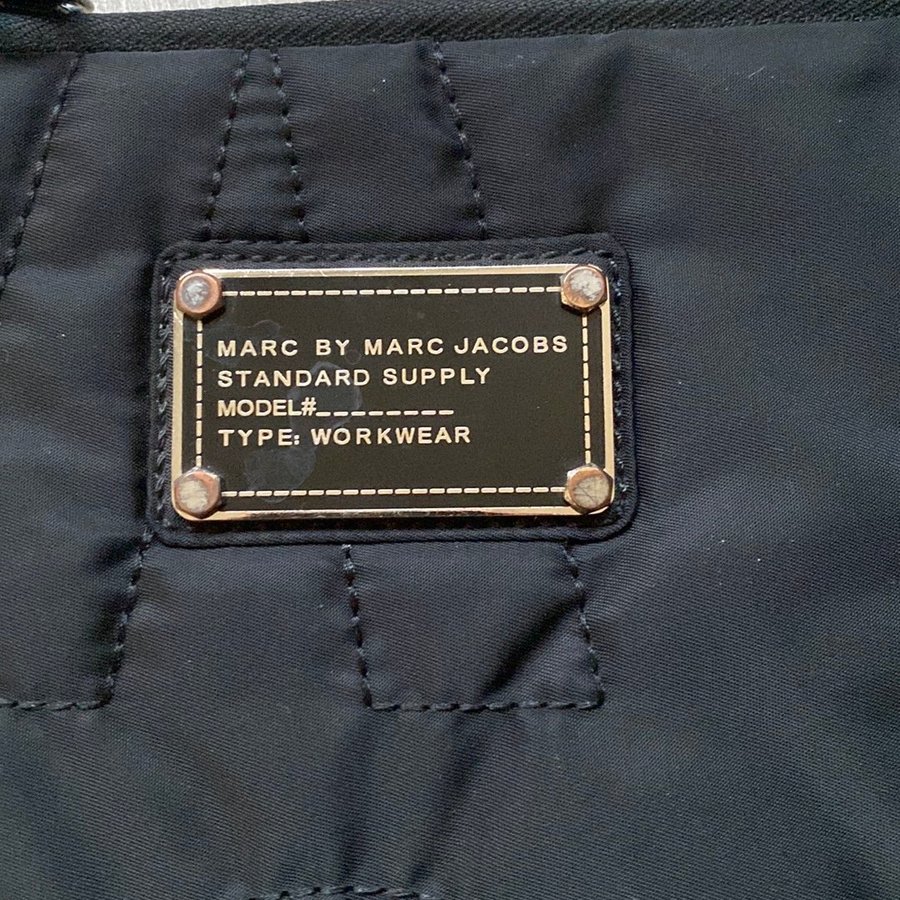 MARC BY MARC JACOBS
STANDARD SUPPLY
MODEL#________
TYPE: WORKWEAR